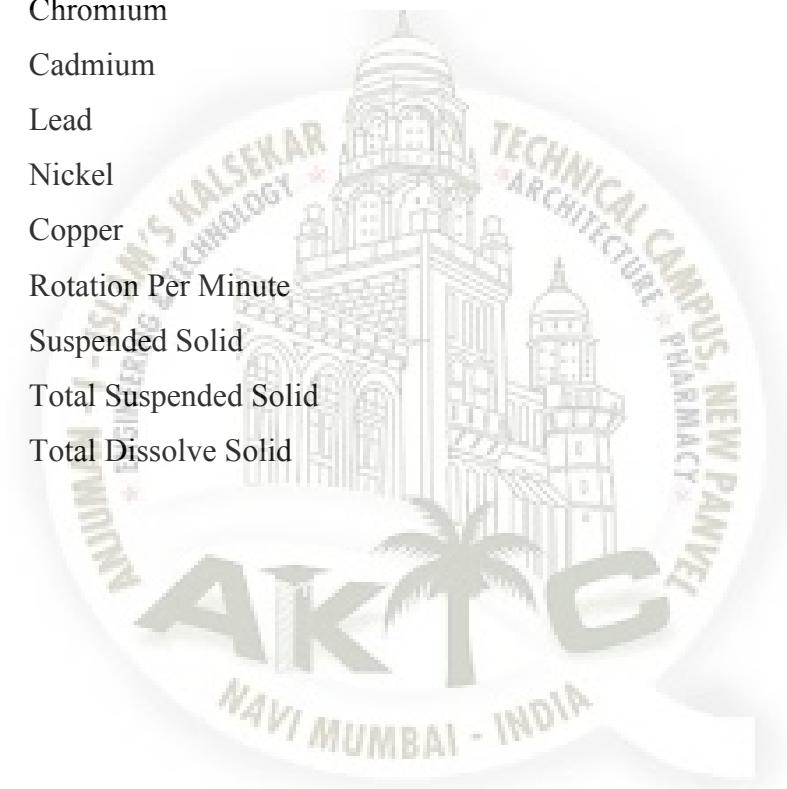 Chromium
Cadmium
Lead
Nickel
Copper
Rotation Per Minute
Suspended Solid
Total Suspended Solid
Total Dissolve Solid
ANJUMAN - I - ISLAM'S KALSEKAR TECHNICAL CAMPUS, NEW PANVEL
ENGINEERING & TECHNOLOGY * ARCHITECTURE * PHARMACY *
AKTC
NAVI MUMBAI - INDIA